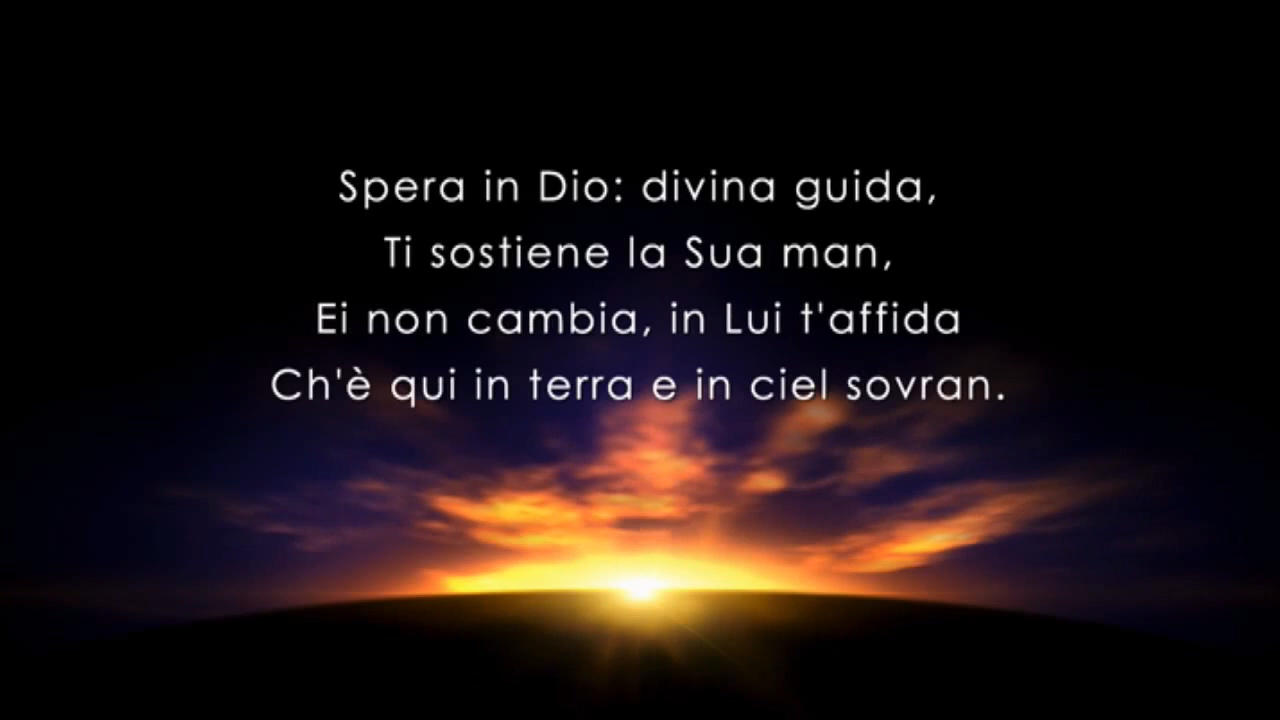 Spera in Dio: divina guida,
Ti sostiene la Sua man,
Ei non cambia, in Lui t'affida
Ch'è qui in terra e in ciel sovran.